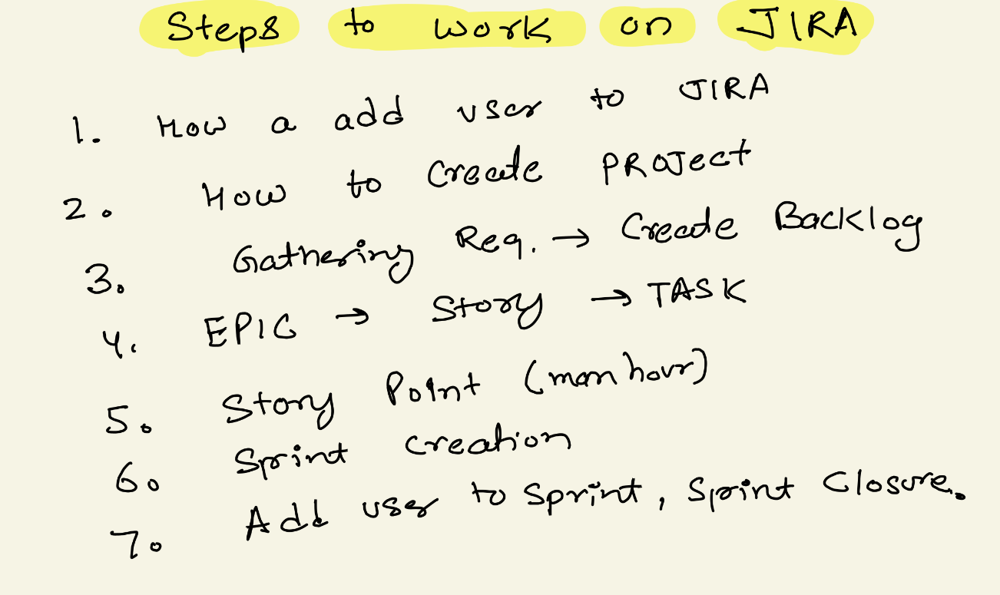 Steps to work on JIRA
1. How a add user to JIRA
2. How to Create PROJect
3. Gathering Req. → Create Backlog
4. EPIC → Story → TASK
5. Story Point (man hour)
6. Sprint creation
7. Add user to Sprint, Sprint Closure.